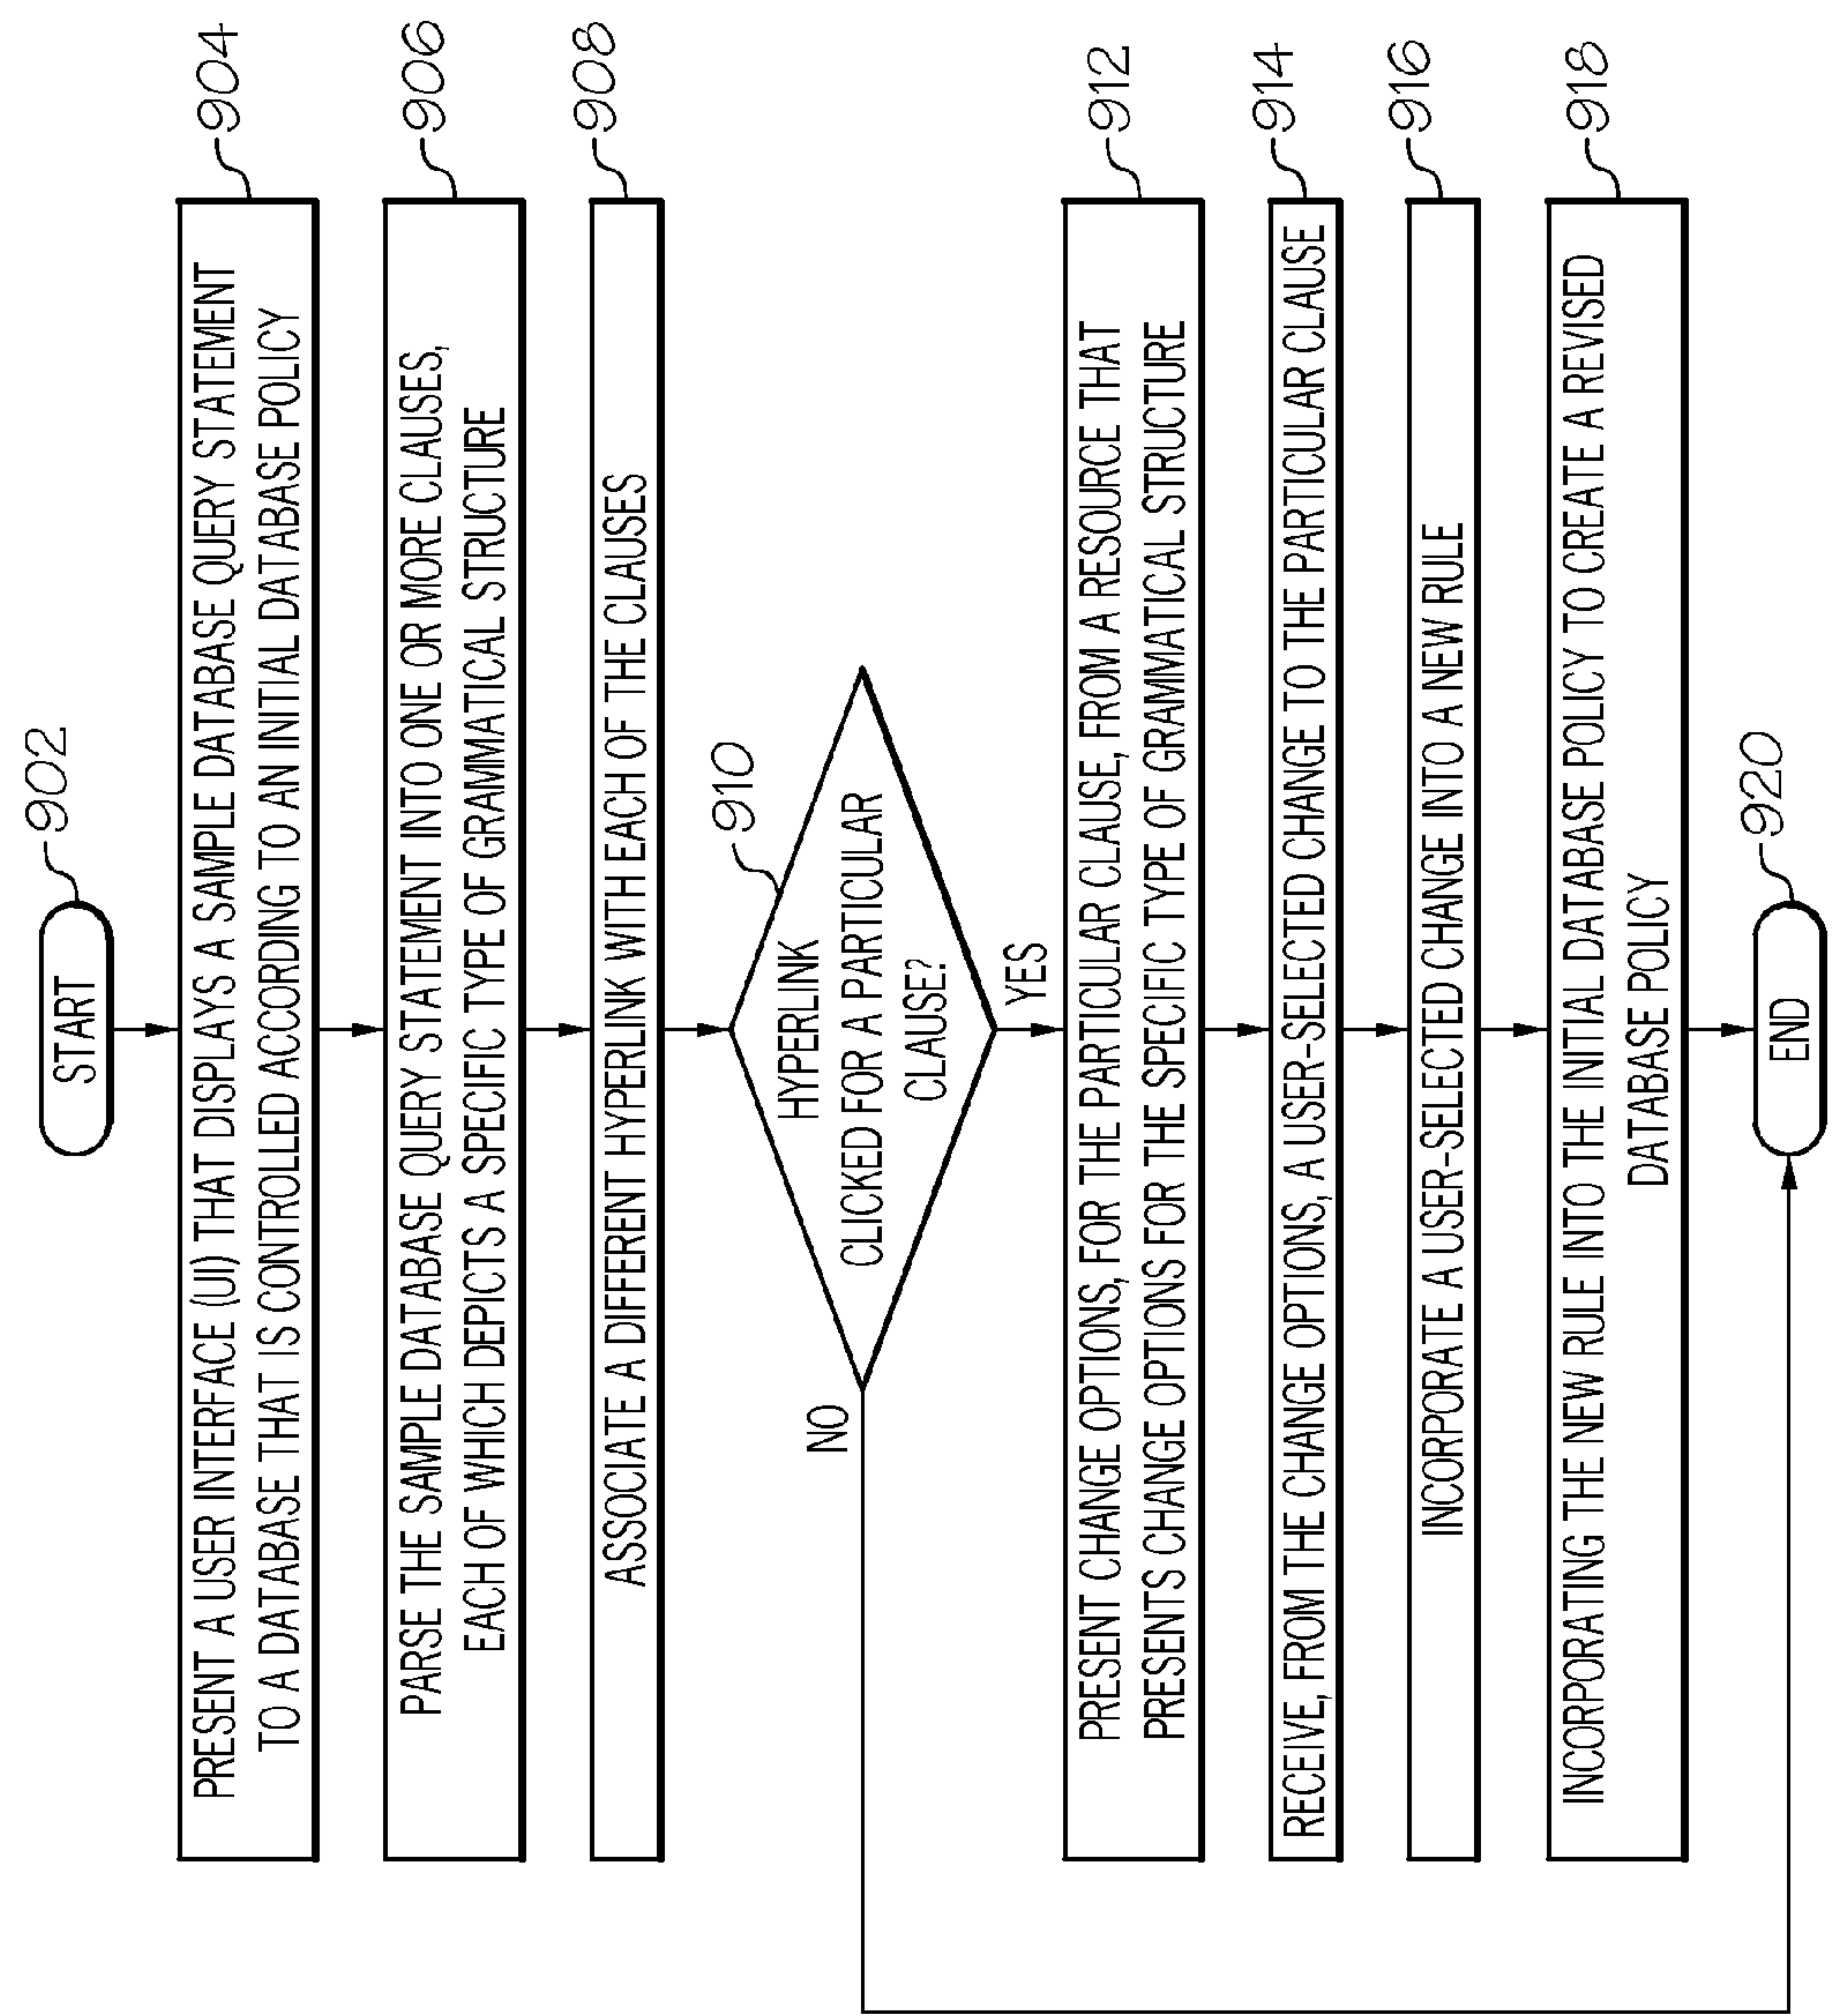 START
902
PRESENT A USER INTERFACE (UI) THAT DISPLAYS A SAMPLE DATABASE QUERY STATEMENT
TO A DATABASE THAT IS CONTROLLED ACCORDING TO AN INITIAL DATABASE POLICY
904
PARSE THE SAMPLE DATABASE QUERY STATEMENT INTO ONE OR MORE CLAUSES,
EACH OF WHICH DEPICTS A SPECIFIC TYPE OF GRAMMATICAL STRUCTURE
906
ASSOCIATE A DIFFERENT HYPERLINK WITH EACH OF THE CLAUSES
908
HYPERLINK
CLICKED FOR A PARTICULAR
CLAUSE?
910
NO
YES
PRESENT CHANGE OPTIONS, FOR THE PARTICULAR CLAUSE, FROM A RESOURCE THAT
PRESENTS CHANGE OPTIONS FOR THE SPECIFIC TYPE OF GRAMMATICAL STRUCTURE
912
RECEIVE, FROM THE CHANGE OPTIONS, A USER-SELECTED CHANGE TO THE PARTICULAR CLAUSE
914
INCORPORATE A USER-SELECTED CHANGE INTO A NEW RULE
916
INCORPORATING THE NEW RULE INTO THE INITIAL DATABASE POLICY TO CREATE A REVISED
DATABASE POLICY
918
END
920